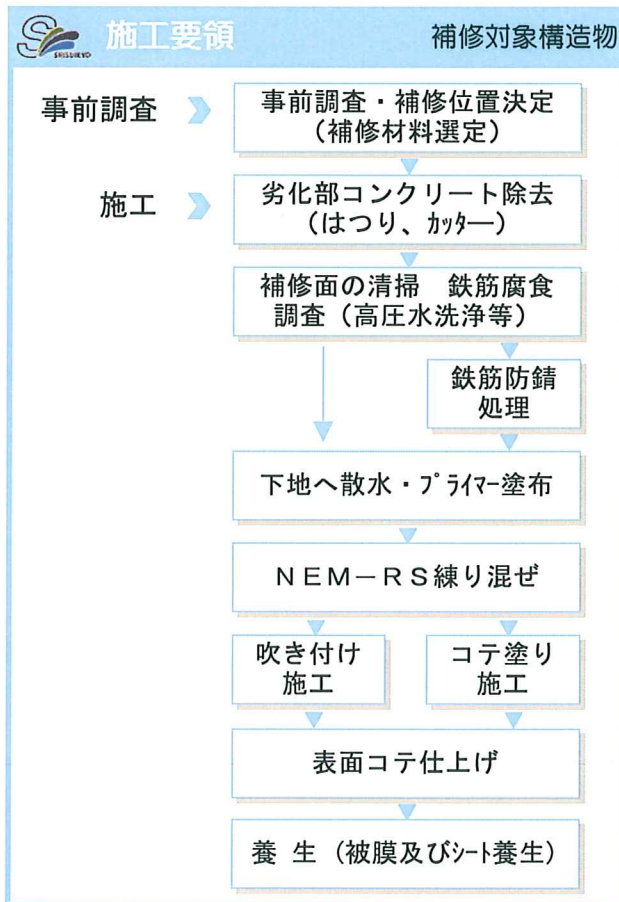 施工要領
補修対象構造物
事前調査
事前調査・補修位置決定
(補修材料選定)
施工
劣化部コンクリート除去
(はつり、ｶｯﾀｰ)
補修面の清掃　鉄筋腐食
調査（高圧水洗浄等）
鉄筋防錆
処理
下地へ散水・ﾌﾟﾗｲﾏｰ塗布
ＮＥＭ－ＲＳ練り混ぜ
吹き付け
施工
コテ塗り
施工
表面コテ仕上げ
養 生（被膜及びｼｰﾄ養生）